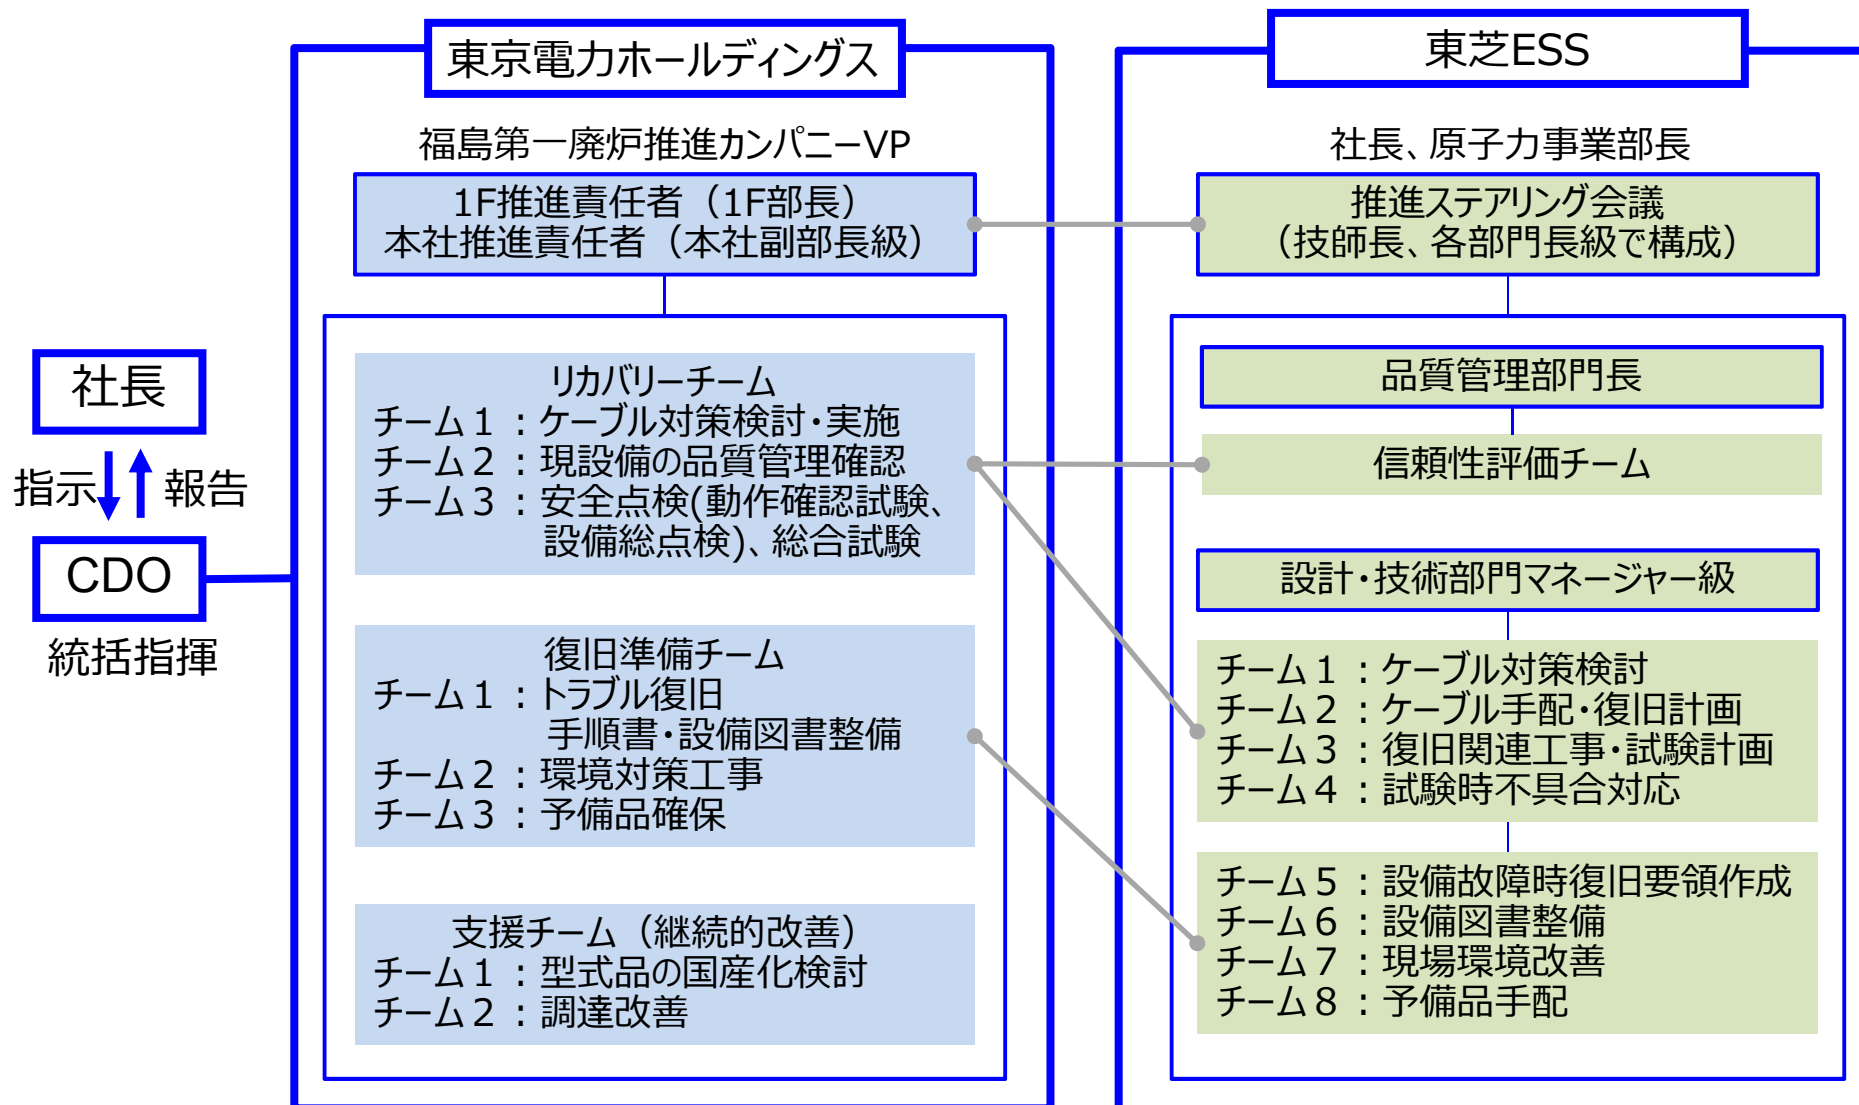 東京電力ホールディングス
福島第一廃炉推進カンパニーVP
1F推進責任者（1F部長）
本社推進責任者（本社副部長級）
リカバリーチーム
チーム１：ケーブル対策検討・実施
チーム２：現設備の品質管理確認
チーム３：安全点検(動作確認試験、
設備総点検)、総合試験
復旧準備チーム
チーム１：トラブル復旧
手順書・設備図書整備
チーム２：環境対策工事
チーム３：予備品確保
支援チーム（継続的改善）
チーム１：型式品の国産化検討
チーム２：調達改善
社長
指示
報告
CDO
統括指揮
東芝ESS
社長、原子力事業部長
推進ステアリング会議
（技師長、各部門長級で構成）
品質管理部門長
信頼性評価チーム
設計・技術部門マネージャー級
チーム１：ケーブル対策検討
チーム２：ケーブル手配・復旧計画
チーム３：復旧関連工事・試験計画
チーム４：試験時不具合対応
チーム５：設備故障時復旧要領作成
チーム６：設備図書整備
チーム７：現場環境改善
チーム８：予備品手配